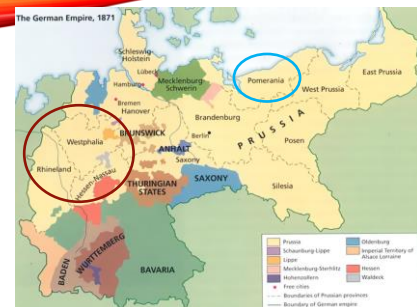 The German Empire, 1871
Schleswig-
Holstein
Lübeck
Hamburg
Mecklenburg-
Schwerin
Pomerania
East Prussia
West Prussia
Bremen
Hanover
Brandenburg
Berlin
PRUSSIA
Posen
Westphalia
BRUNSWICK
ANHALT
Saxony
Rhineland
Hessen-Nassau
THURINGIAN
STATES
SAXONY
Silesia
BADEN
WÜRTTEMBERG
BAVARIA
Prussia
Schaumburg-Lippe
Lippe
Mecklenburg-Sterhlitz
Hohenzollern
Free cities
Boundaries of Prussian provinces
Boundary of German empire
Oldenburg
Imperial Territory of
Alsace Lorraine
Hessen
Waldeck